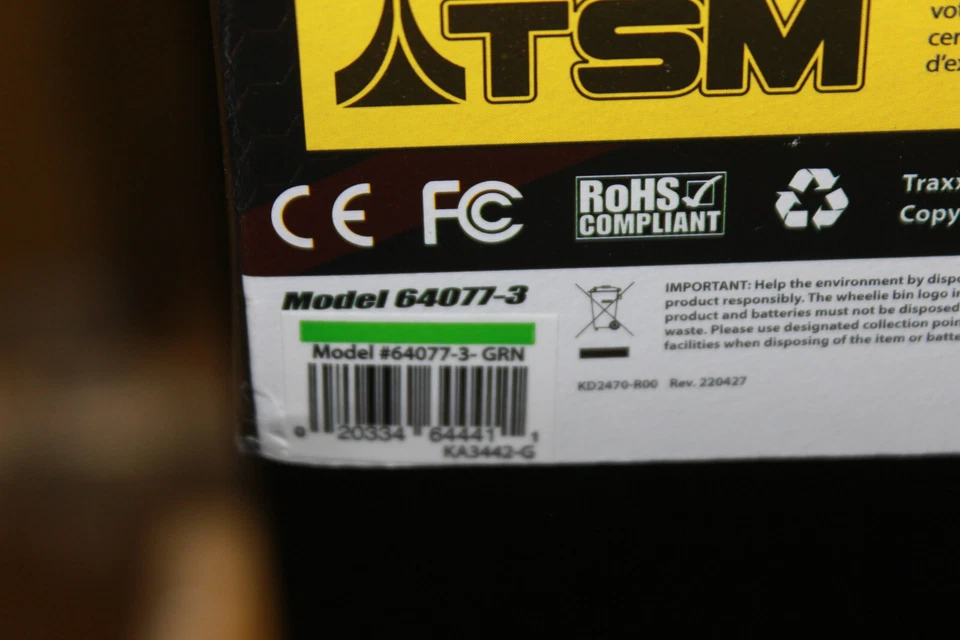 TSM
vot
cer
d'ex
CE FC
RoHS
COMPLIANT
Traxx
Copy
Model 64077-3
Model #64077-3- GRN
0 20334 64441 1
KA3442-G
IMPORTANT: Help the environment by dispo
product responsibly. The wheelie bin logo in
product and batteries must not be disposed
waste. Please use designated collection poin
facilities when disposing of the item or batte
KD2470-R00 Rev. 220427